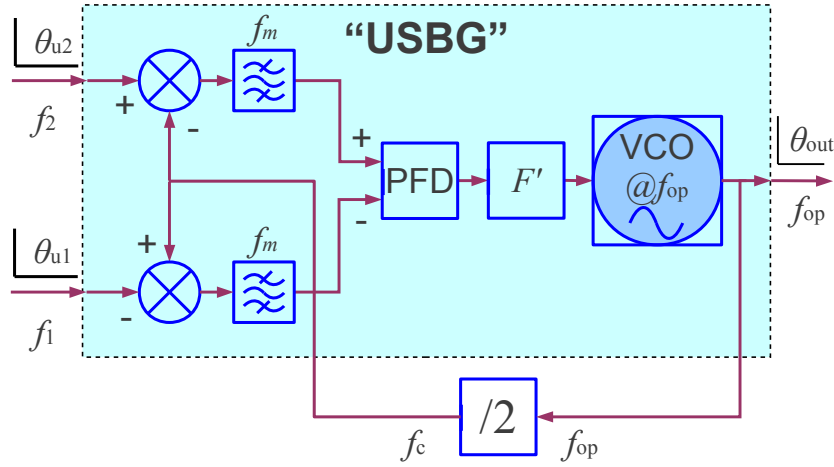 “USBG”
θu2
fm
+
-
f2
+
PFD
-
F'
VCO
@fop
θout
fop
+
-
θu1
fm
f1
/2
fc
fop